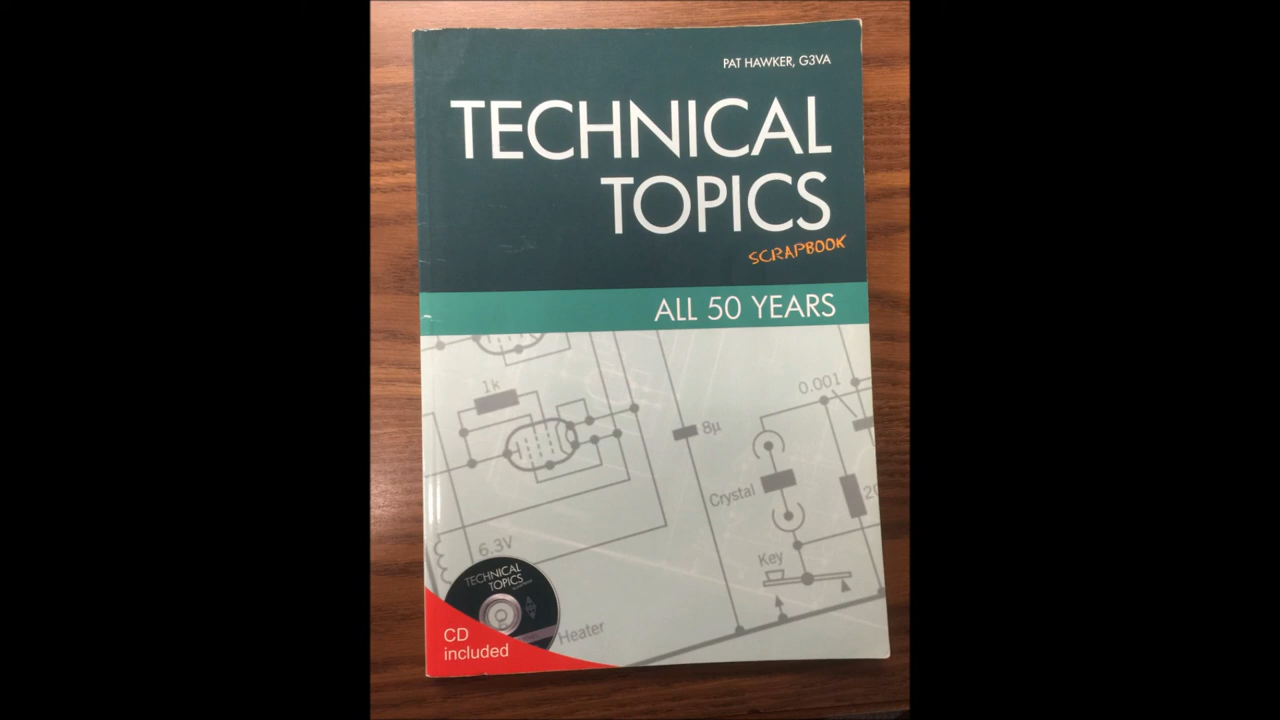 PAT HAWKER, G3VA
TECHNICAL
TOPICS
SCRAPBOOK
ALL 50 YEARS
1k
0.001
8µ
Crystal
20
6.3V
Key
TECHNICAL
TOPICS
Heater
CD
included